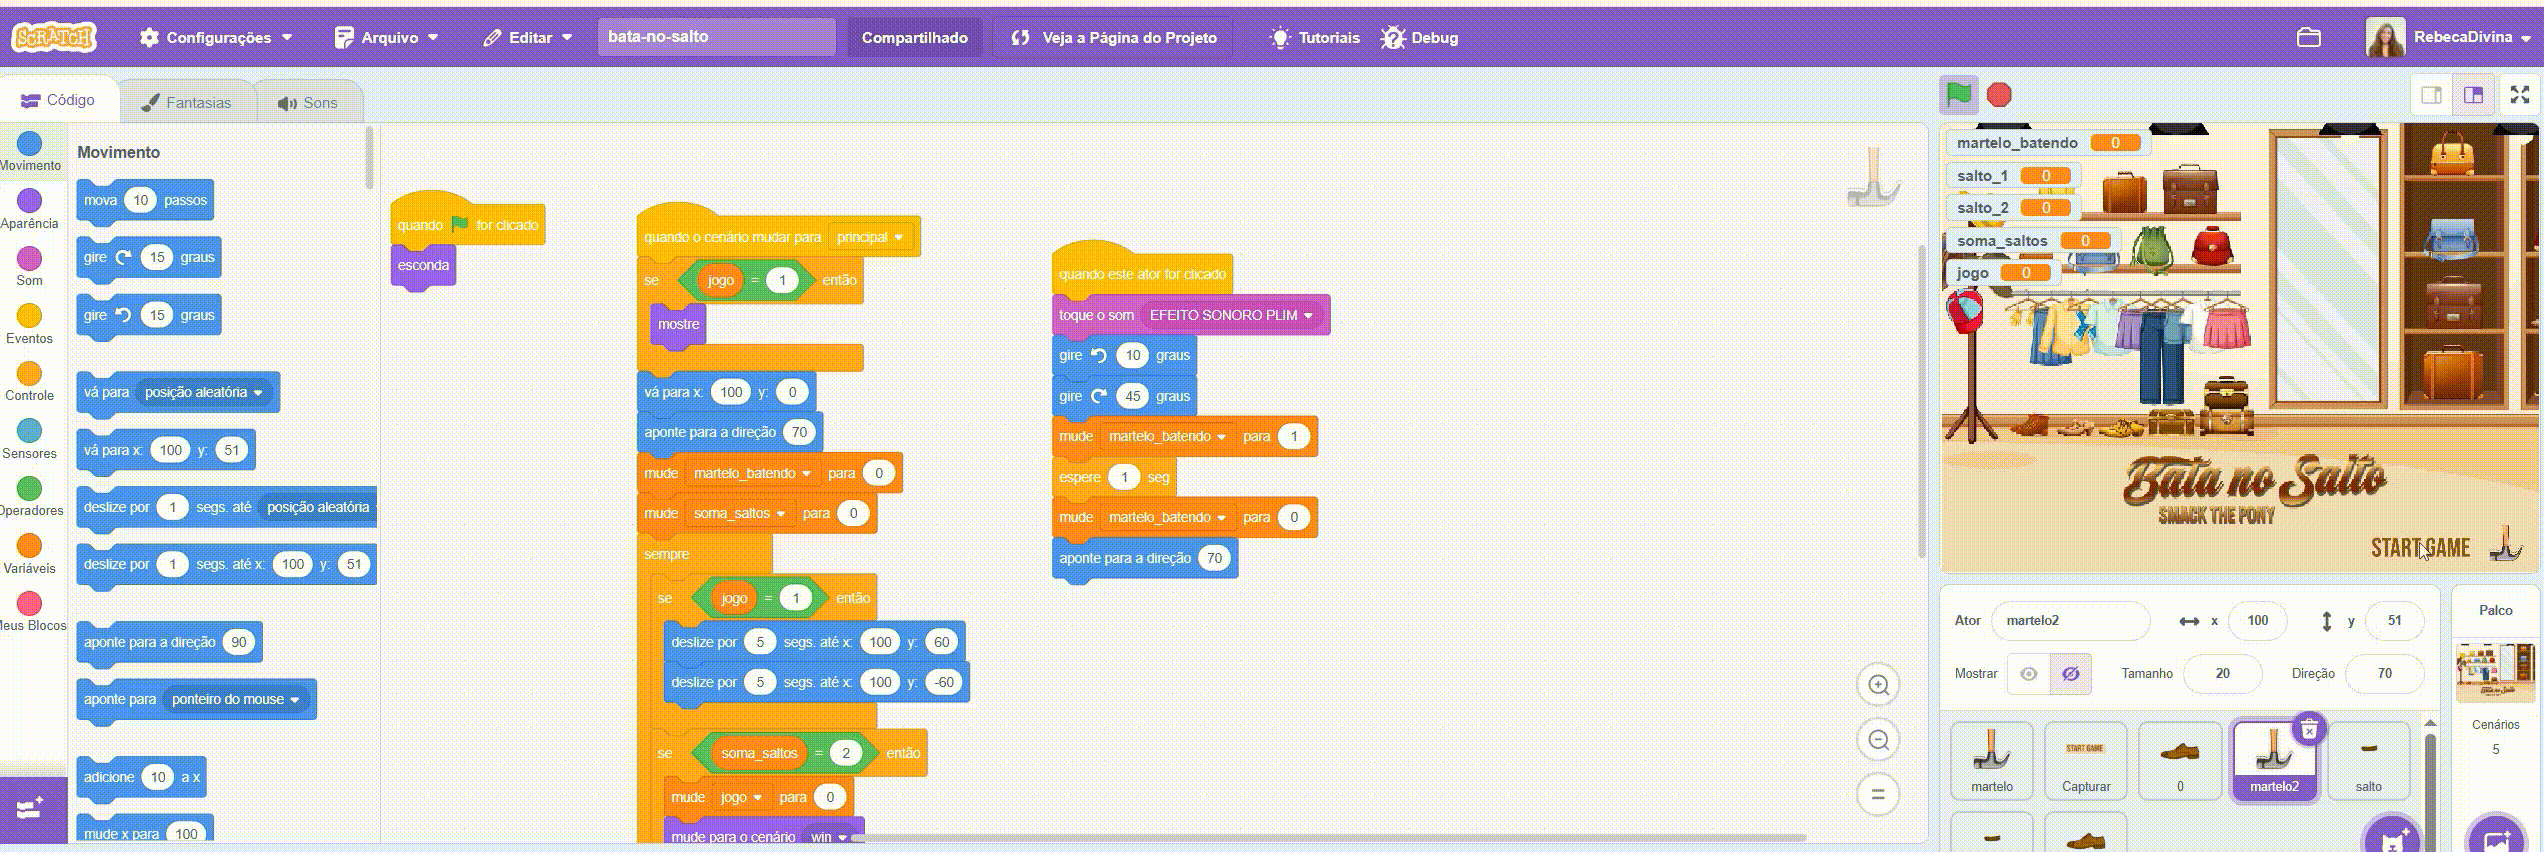 SCRATCH
Configurações
Arquivo
Editar
bata-no-salto
Compartilhado
Veja a Página do Projeto
Tutoriais
Debug
RebecaDivina
Código
Fantasias
Sons
Movimento
Aparência
Som
Eventos
Controle
Sensores
Operadores
Variáveis
Meus Blocos
Movimento
mova 10 passos
gire 15 graus
gire 15 graus
vá para posição aleatória
vá para x: 100 y: 51
deslize por 1 segs. até posição aleatória
deslize por 1 segs. até x: 100 y: 51
aponte para a direção 90
aponte para ponteiro do mouse
adicione 10 a x
mude x para 100
quando for clicado
esconda
quando o cenário mudar para principal
se jogo = 1 então
mostre
vá para x: 100 y: 0
aponte para a direção 70
mude martelo_batendo para 0
mude soma_saltos para 0
sempre
se jogo = 1 então
deslize por 5 segs. até x: 100 y: 60
deslize por 5 segs. até x: 100 y: -60
se soma_saltos = 2 então
mude jogo para 0
mude para o cenário win
quando este ator for clicado
toque o som EFEITO SONORO PLIM
gire 10 graus
gire 45 graus
mude martelo_batendo para 1
espere 1 seg
mude martelo_batendo para 0
aponte para a direção 70
martelo_batendo 0
salto_1 0
salto_2 0
soma_saltos 0
jogo 0
Bata no Salto
SMACK THE PONY
START GAME
Ator martelo2 x 100 y 51
Mostrar Tamanho 20 Direção 70
martelo
START GAME
Capturar
0
martelo2
salto
Palco
Cenários
5